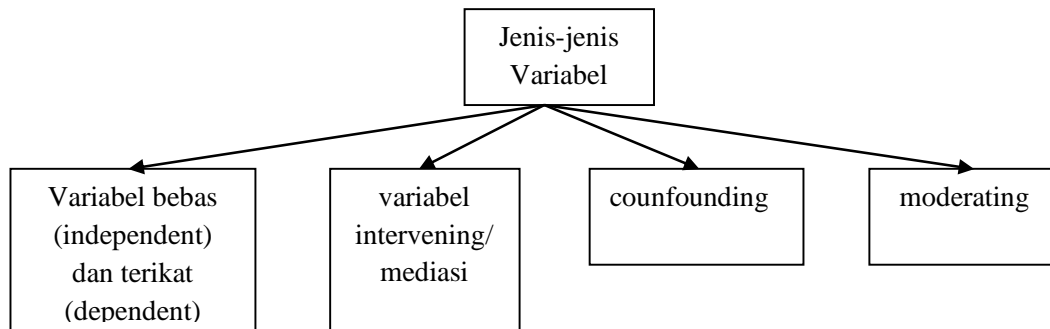 Jenis-jenis
Variabel
Variabel bebas
(independent)
dan terikat
(dependent)
variabel
intervening/
mediasi
counfounding
moderating